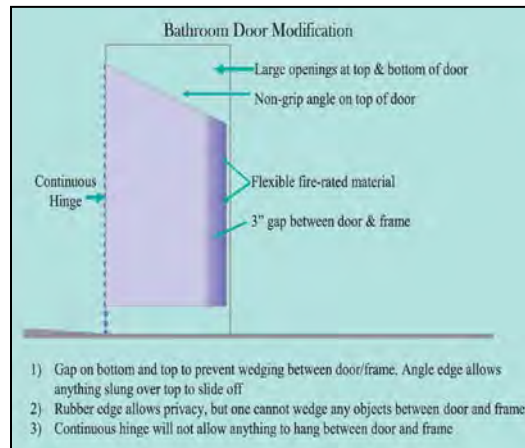 Bathroom Door Modification
Large openings at top & bottom of door
Non-grip angle on top of door
Continuous
Hinge
Flexible fire-rated material
3" gap between door & frame
1) Gap on bottom and top to prevent wedging between door/frame. Angle edge allows
anything slung over top to slide off
2) Rubber edge allows privacy, but one cannot wedge any objects between door and frame
3) Continuous hinge will not allow anything to hang between door and frame